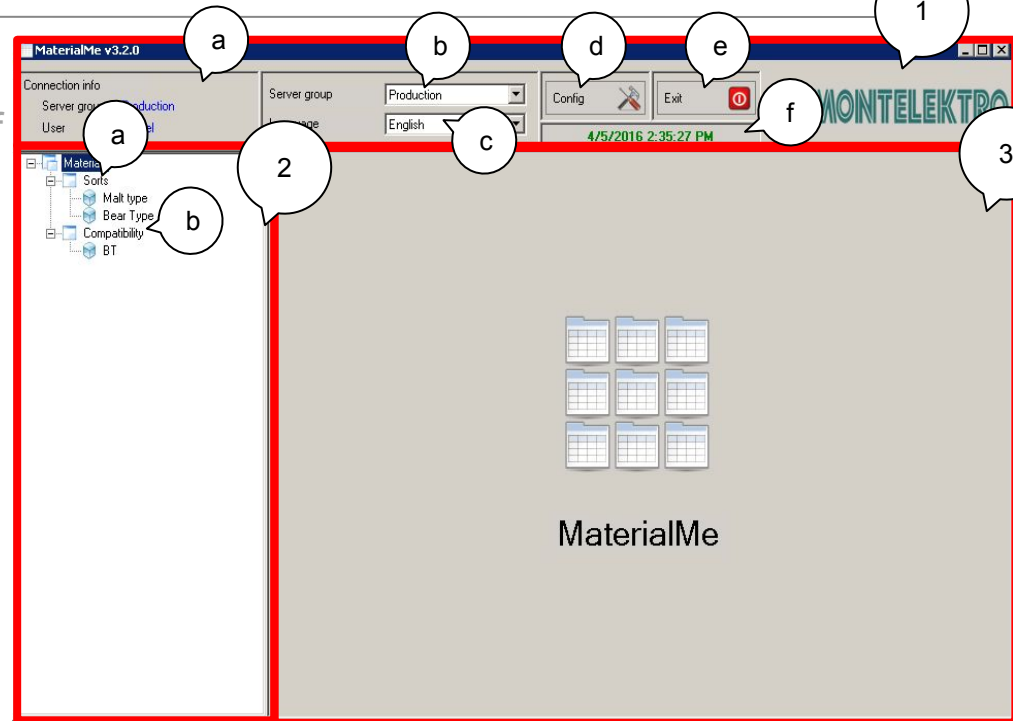 1
MaterialMe v3.2.0
a
b
d
e
Connection info
Server group Production
Server group
Production
Config
Exit
MONTELEKTRO
User
English
c
f
4/5/2016 2:35:27 PM
a
2
3
Sorts
Malt type
Bear Type
b
Compatibility
BT
MaterialMe